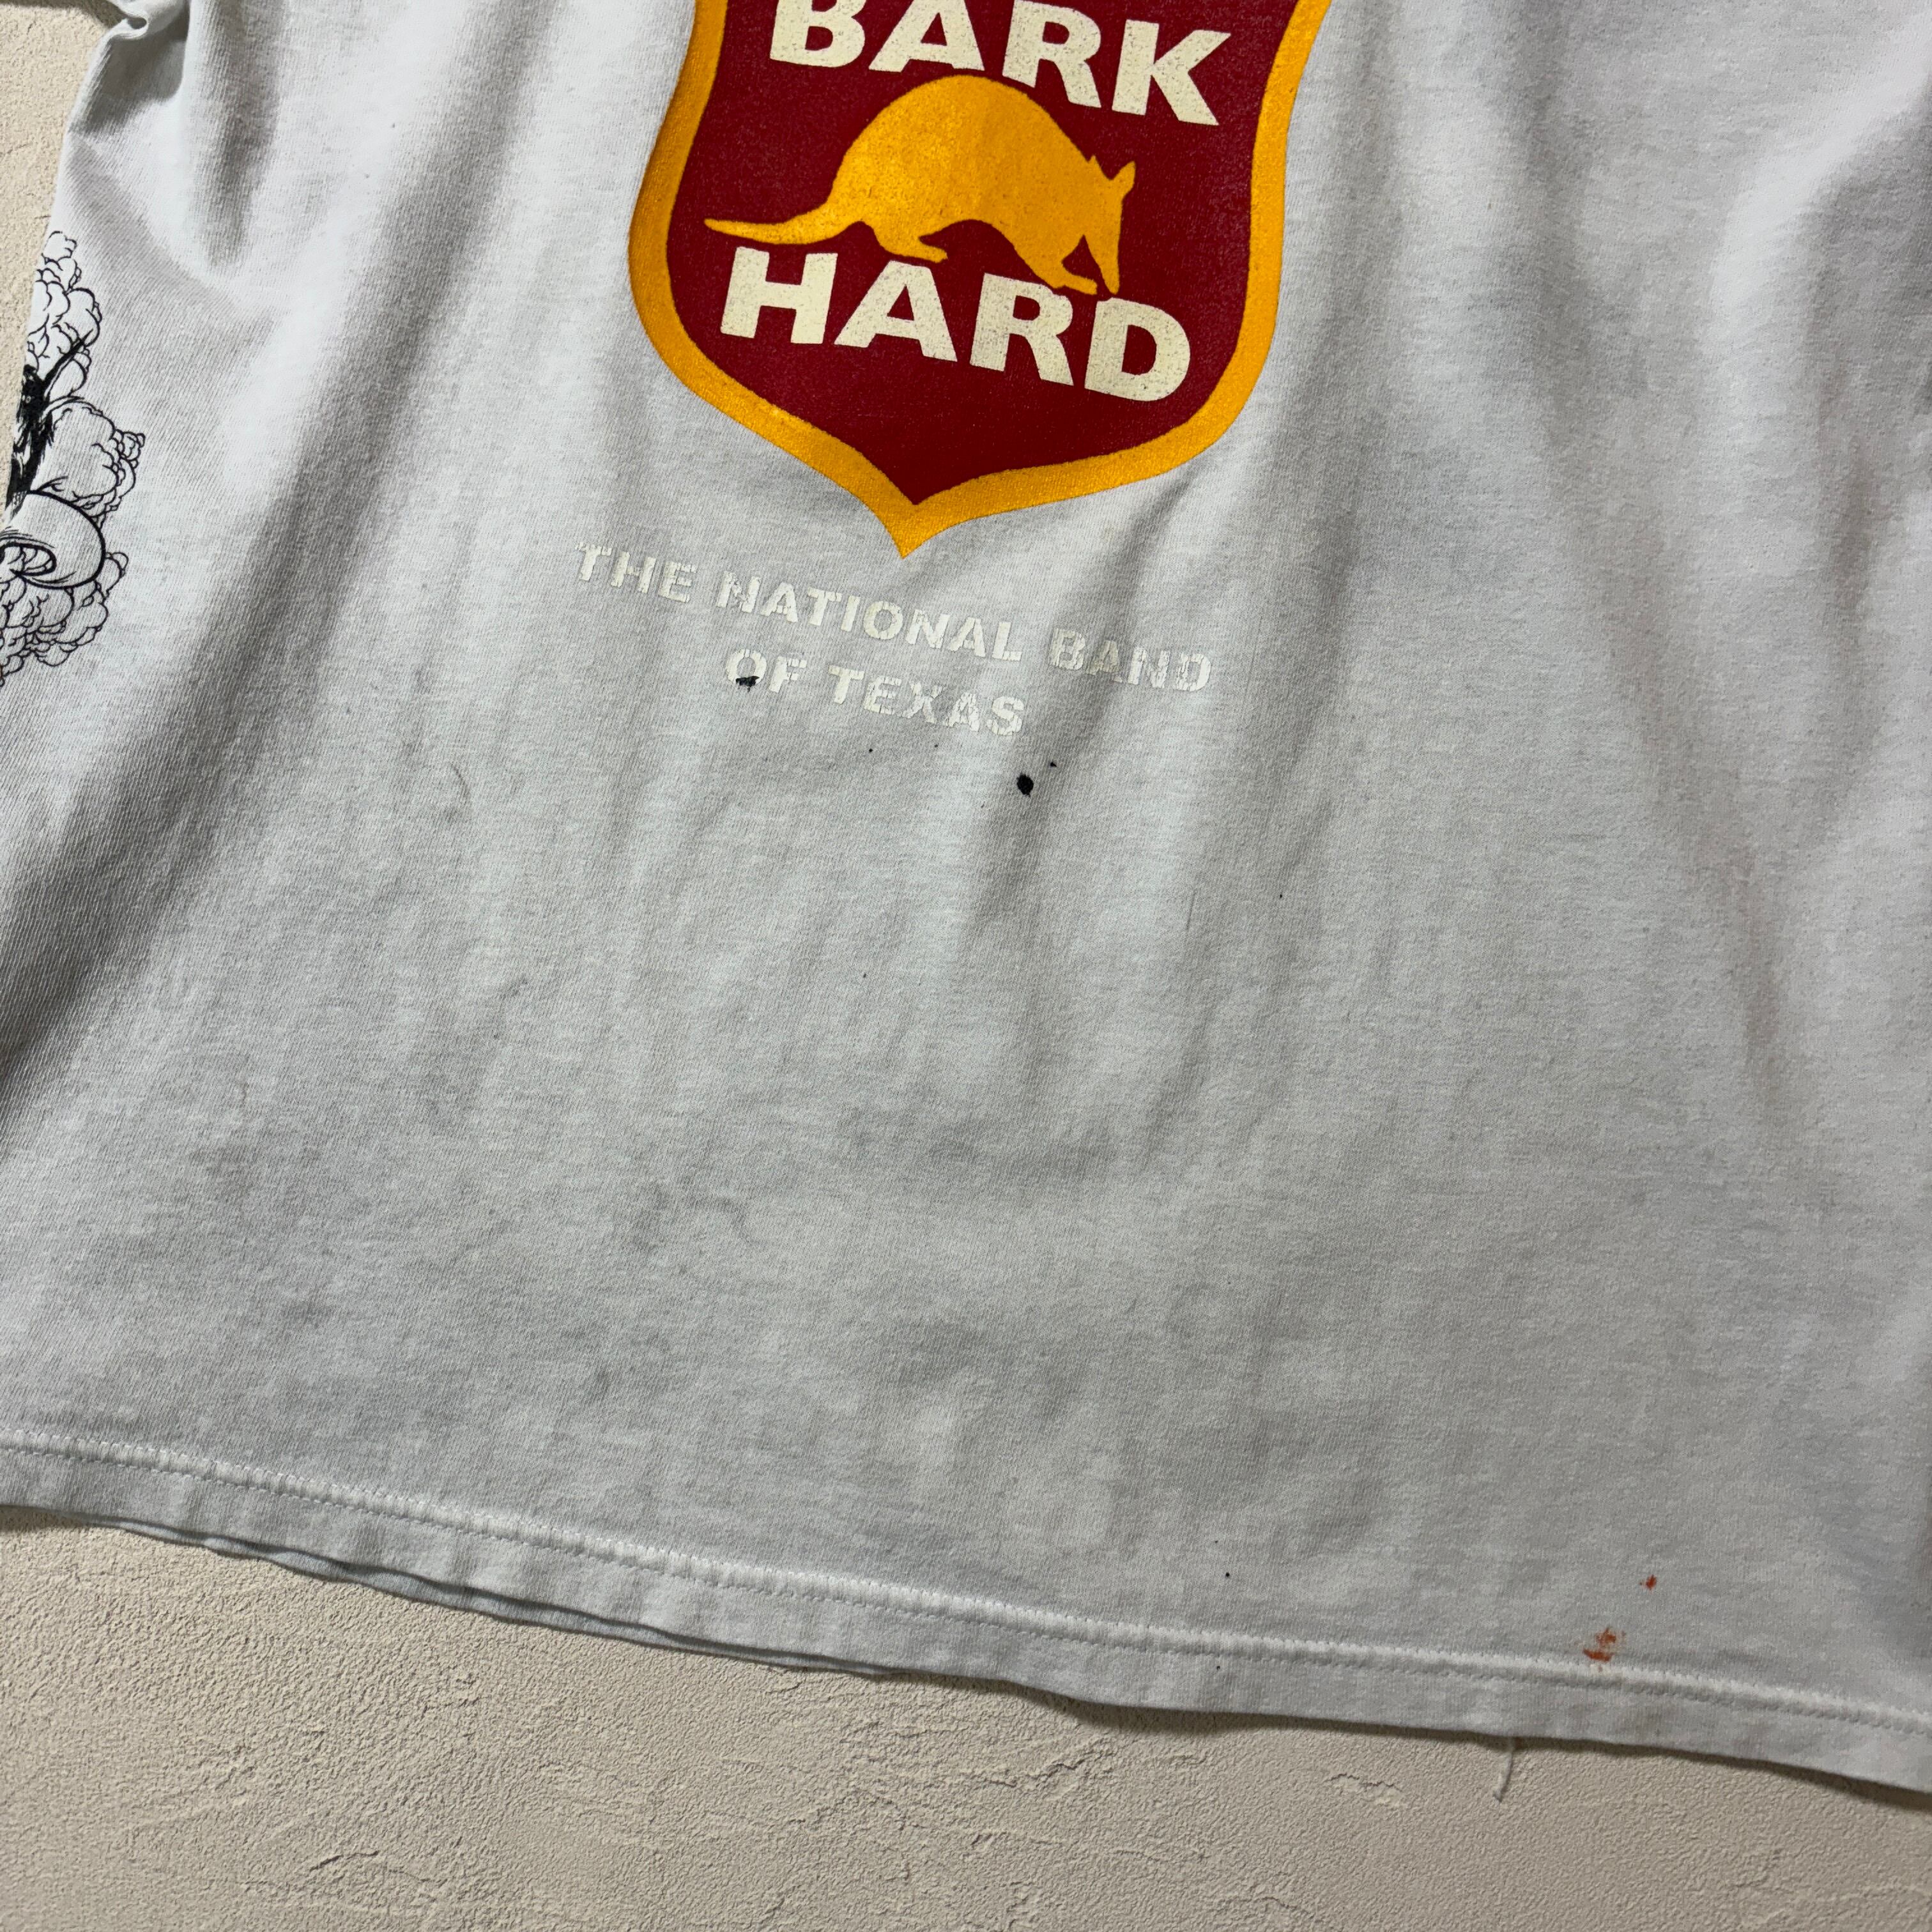 BARK
HARD
THE NATIONAL BAND
OF TEXAS